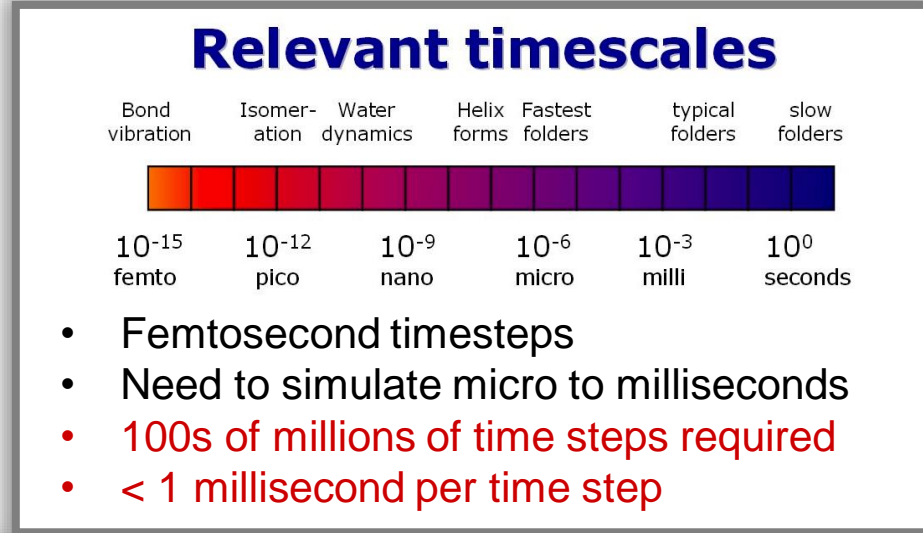 Relevant timescales
Bond Isomer- Water Helix Fastest typical slow
vibration ation dynamics forms folders folders folders
10⁻¹⁵ 10⁻¹² 10⁻⁹ 10⁻⁶ 10⁻³ 10⁰
femto pico nano micro milli seconds
• Femtosecond timesteps
• Need to simulate micro to milliseconds
• 100s of millions of time steps required
• < 1 millisecond per time step